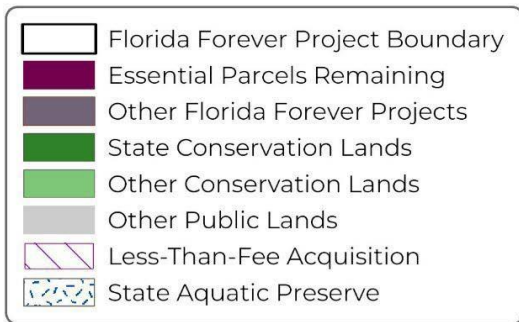 Florida Forever Project Boundary
Essential Parcels Remaining
Other Florida Forever Projects
State Conservation Lands
Other Conservation Lands
Other Public Lands
Less-Than-Fee Acquisition
State Aquatic Preserve